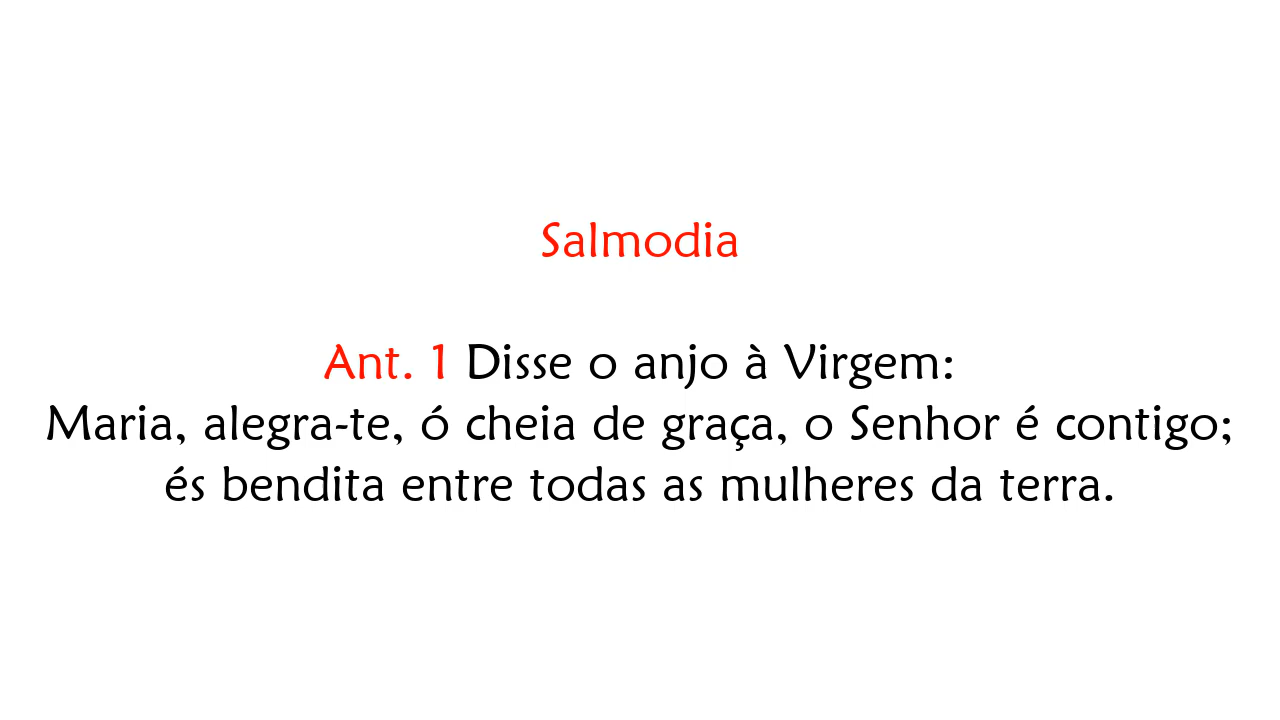 Salmodia
Ant. 1 Disse o anjo à Virgem:
Maria, alegra-te, ó cheia de graça, o Senhor é contigo;
és bendita entre todas as mulheres da terra.